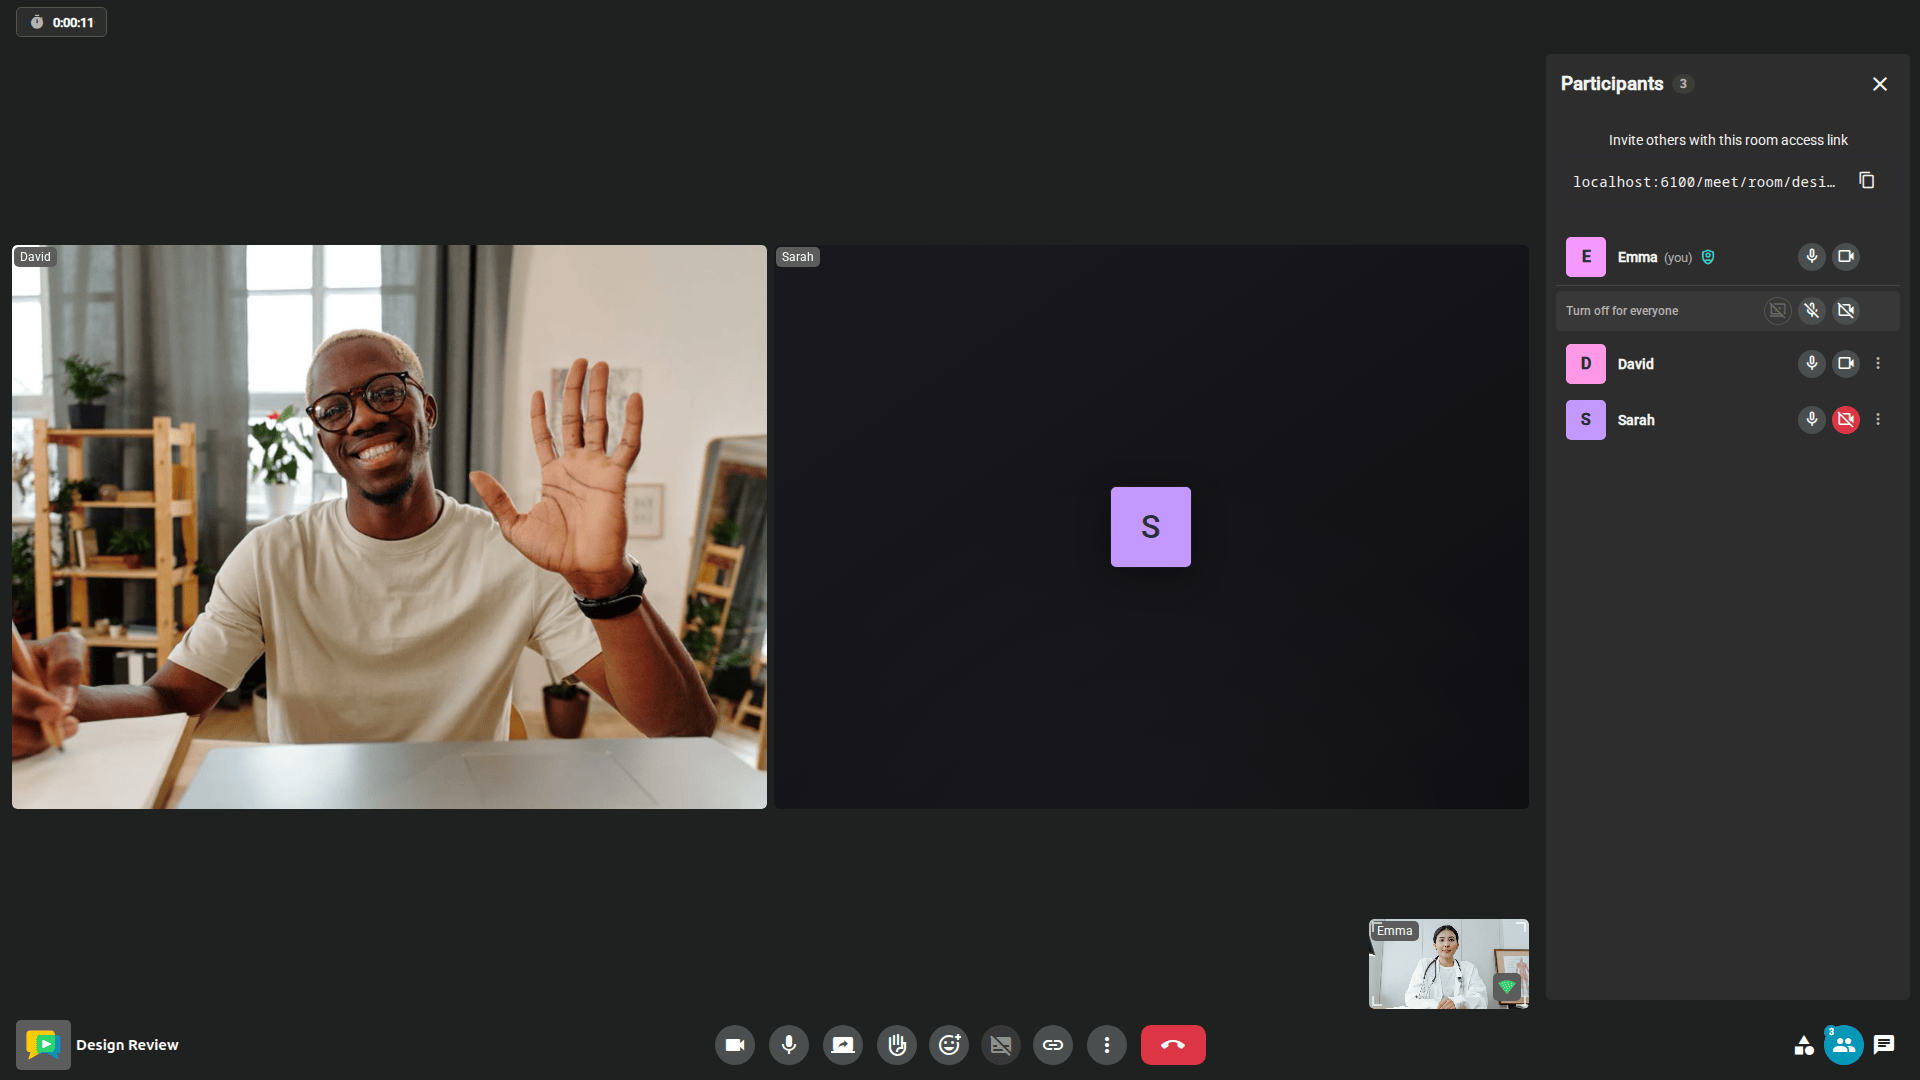 0:00:11
Participants 3
Invite others with this room access link
localhost:6100/meet/room/desi…
David
Sarah
S
E
Emma (you)
Turn off for everyone
D
David
S
Sarah
Emma
Design Review
3